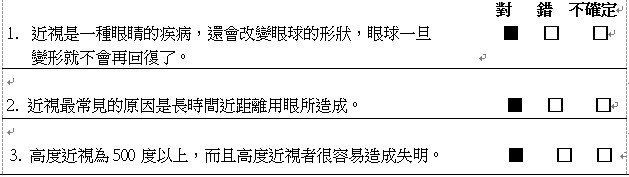 對 錯 不確定
1. 近視是一種眼睛的疾病，還會改變眼球的形狀，眼球一旦 ■ □ □
變形就不會再回復了。
2. 近視最常見的原因是長時間近距離用眼所造成。 ■ □ □
3. 高度近視為 500 度以上，而且高度近視者很容易造成失明。 ■ □ □